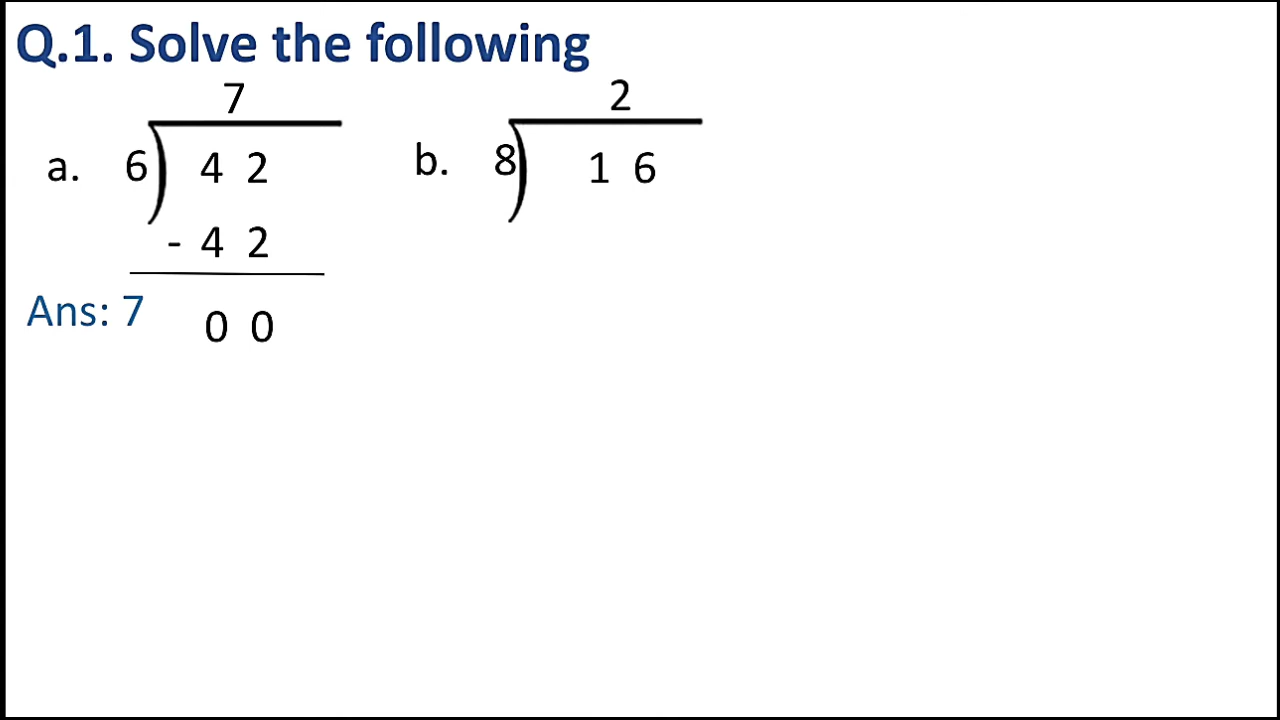 Q.1. Solve the following
7
a. 6) 4 2
- 4 2
0 0
Ans: 7
2
b. 8) 1 6